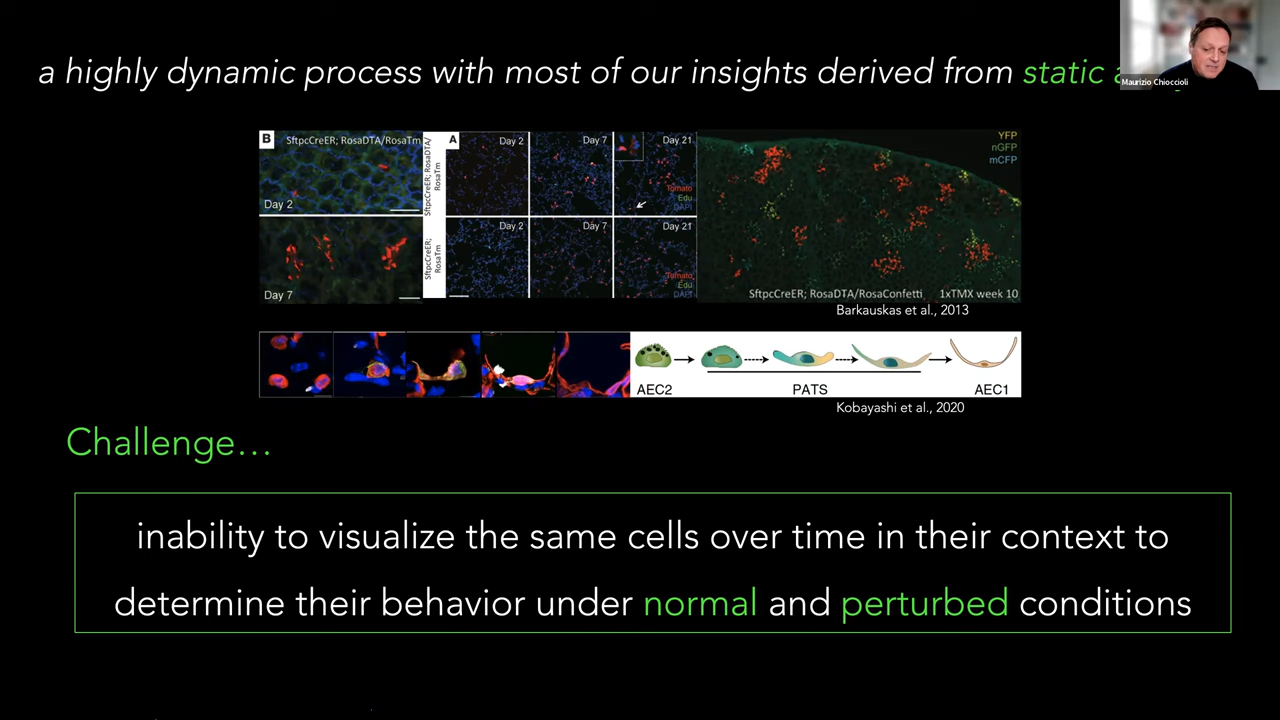 a highly dynamic process with most of our insights derived from static
Maurizio Chioccioli
B
SftpcCreER; RosaDTA/RosaTm
Day 2
Day 7
SftpcCreER; RosaDTA/
RosaTm
A
Day 2
Day 7
Day 21
Tomato
Edu
DAPI
SftpcCreER;
RosaTm
Day 2
Day 7
Day 21
Tomato
Edu
DAPI
YFP
nGFP
mCFP
SftpcCreER; RosaDTA/RosaConfetti
1xTMX week 10
Barkauskas et al., 2013
AEC2
PATS
AEC1
Kobayashi et al., 2020
Challenge…
inability to visualize the same cells over time in their context to
determine their behavior under normal and perturbed conditions